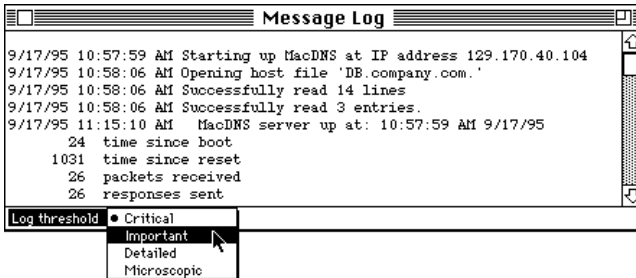 Message Log
9/17/95 10:57:59 AM Starting up MacDNS at IP address 129.170.40.104
9/17/95 10:58:06 AM Opening host file 'DB.company.com.'
9/17/95 10:58:06 AM Successfully read 14 lines
9/17/95 10:58:06 AM Successfully read 3 entries.
9/17/95 11:15:10 AM MacDNS server up at: 10:57:59 AM 9/17/95
24 time since boot
1031 time since reset
26 packets received
26 responses sent
Log threshold • Critical
Important
Detailed
Microscopic